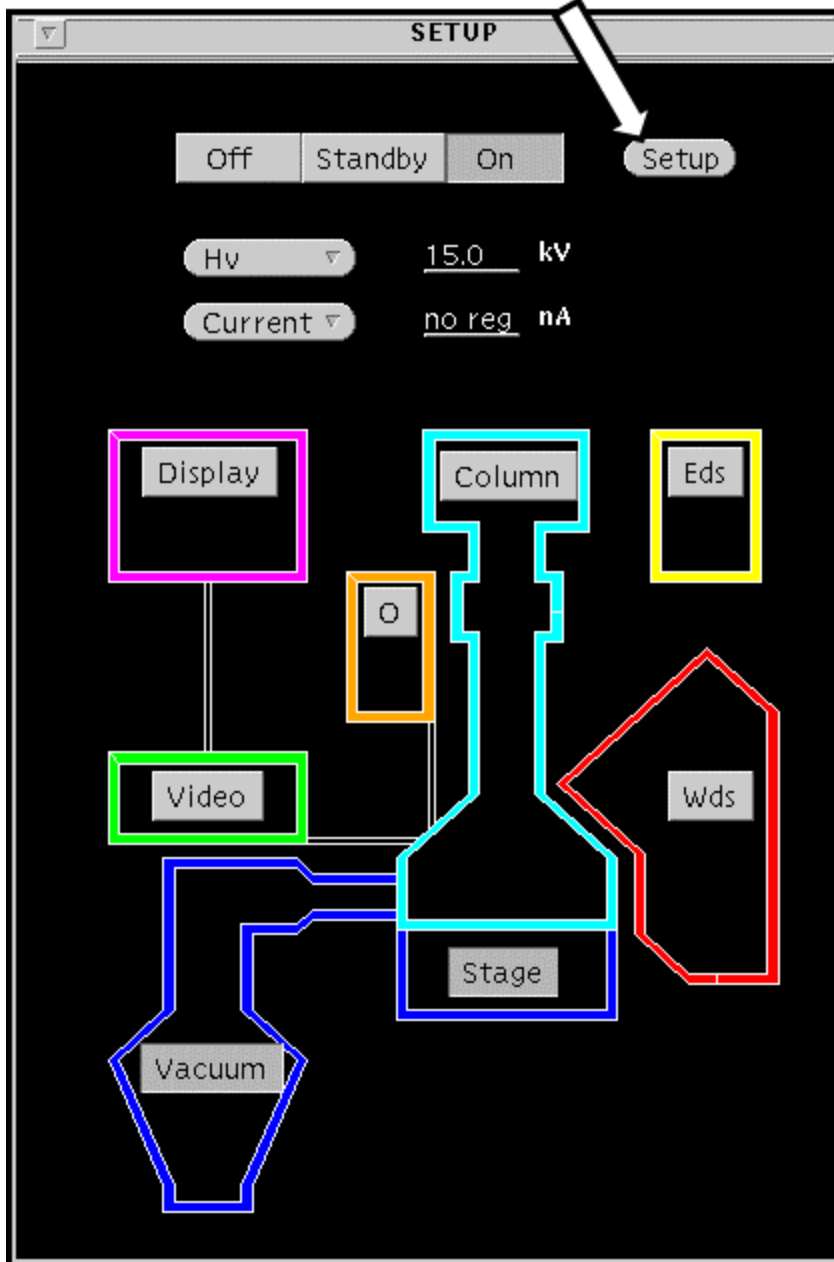 SETUP
Off Standby On Setup
Hv 15.0 kV
Current no reg nA
Display Column Eds
O
Video Wds
Stage
Vacuum